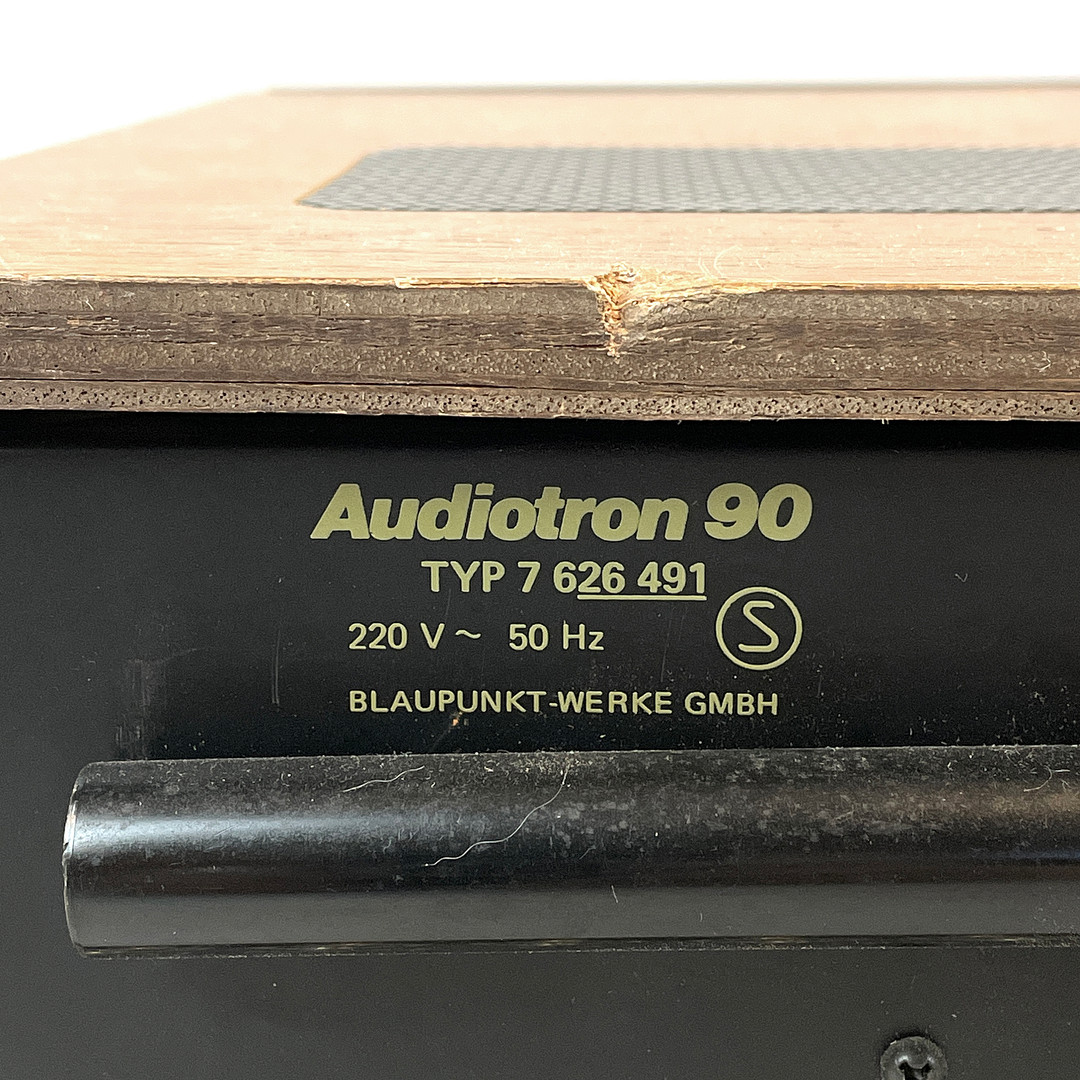 Audiotron 90
TYP 7 626 491
220 V ~ 50 Hz
S
BLAUPUNKT-WERKE GMBH